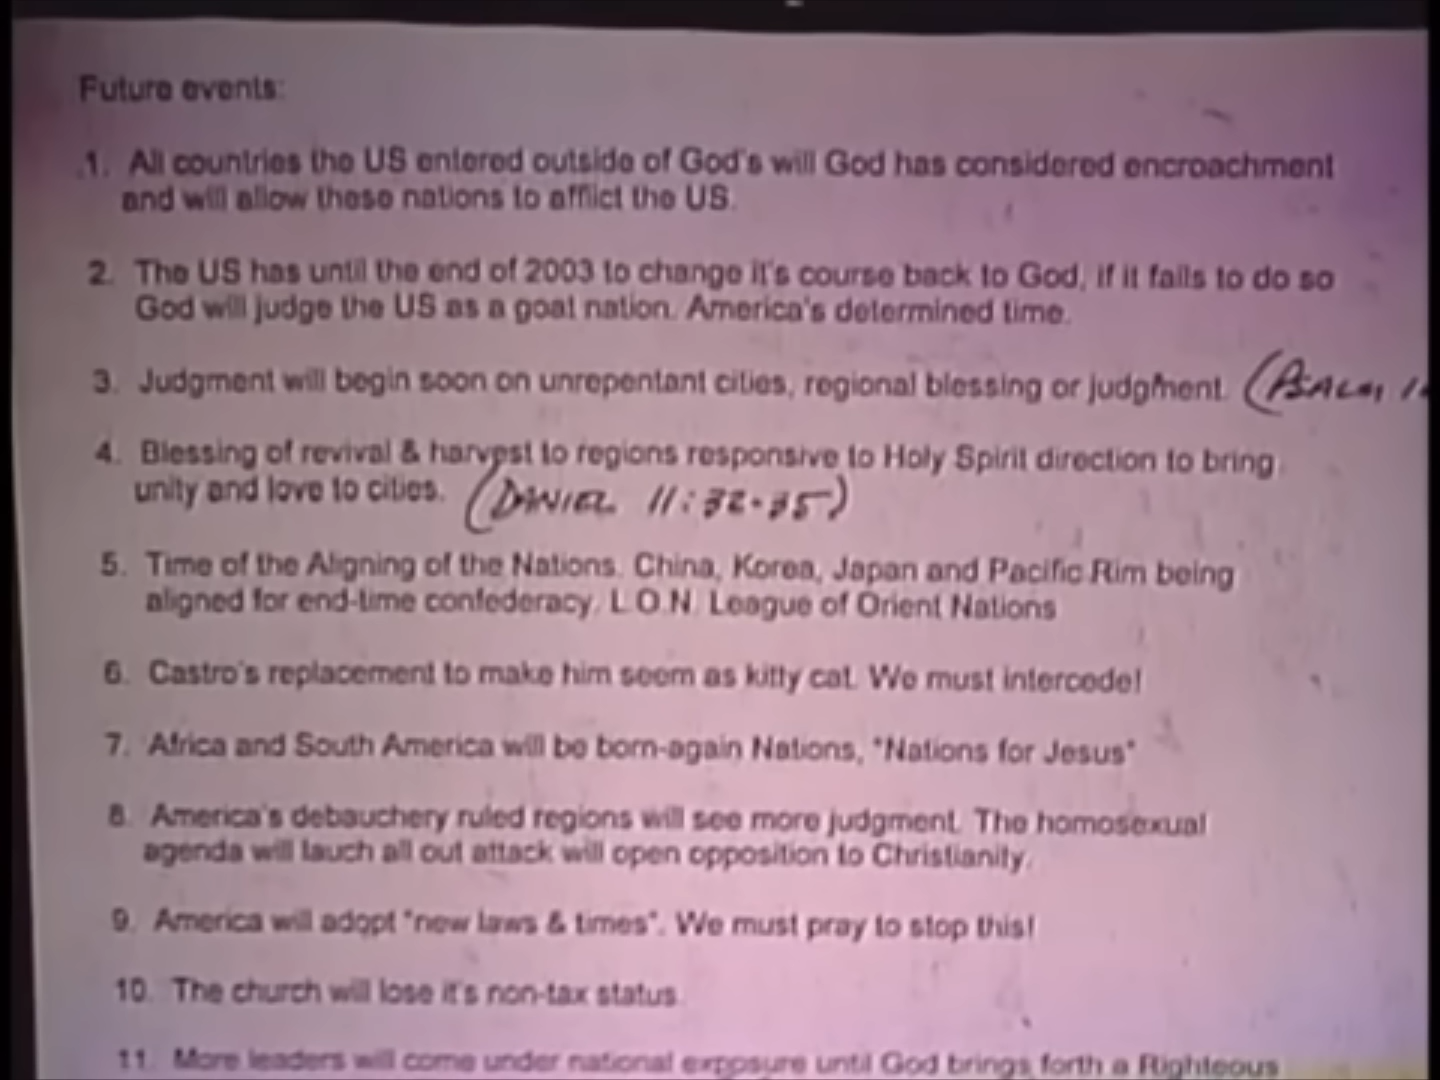 Future events:
1. All countries the US entered outside of God's will God has considered encroachment
and will allow these nations to afflict the US.
2. The US has until the end of 2003 to change it's course back to God, if it fails to do so
God will judge the US as a goat nation. America's determined time.
3. Judgment will begin soon on unrepentant cities, regional blessing or judgment. (PSALM
4. Blessing of revival & harvest to regions responsive to Holy Spirit direction to bring
unity and love to cities. (DANIEL 11:32-35)
5. Time of the Aligning of the Nations. China, Korea, Japan and Pacific Rim being
aligned for end-time confederacy. L.O.N. League of Orient Nations
6. Castro's replacement to make him seem as kitty cat. We must intercede!
7. Africa and South America will be born-again Nations, "Nations for Jesus"
8. America's debauchery ruled regions will see more judgment. The homosexual
agenda will lauch all out attack will open opposition to Christianity.
9. America will adopt "new laws & times". We must pray to stop this!
10. The church will lose it's non-tax status.
11. More leaders will come under national exposure until God brings forth a Righteous